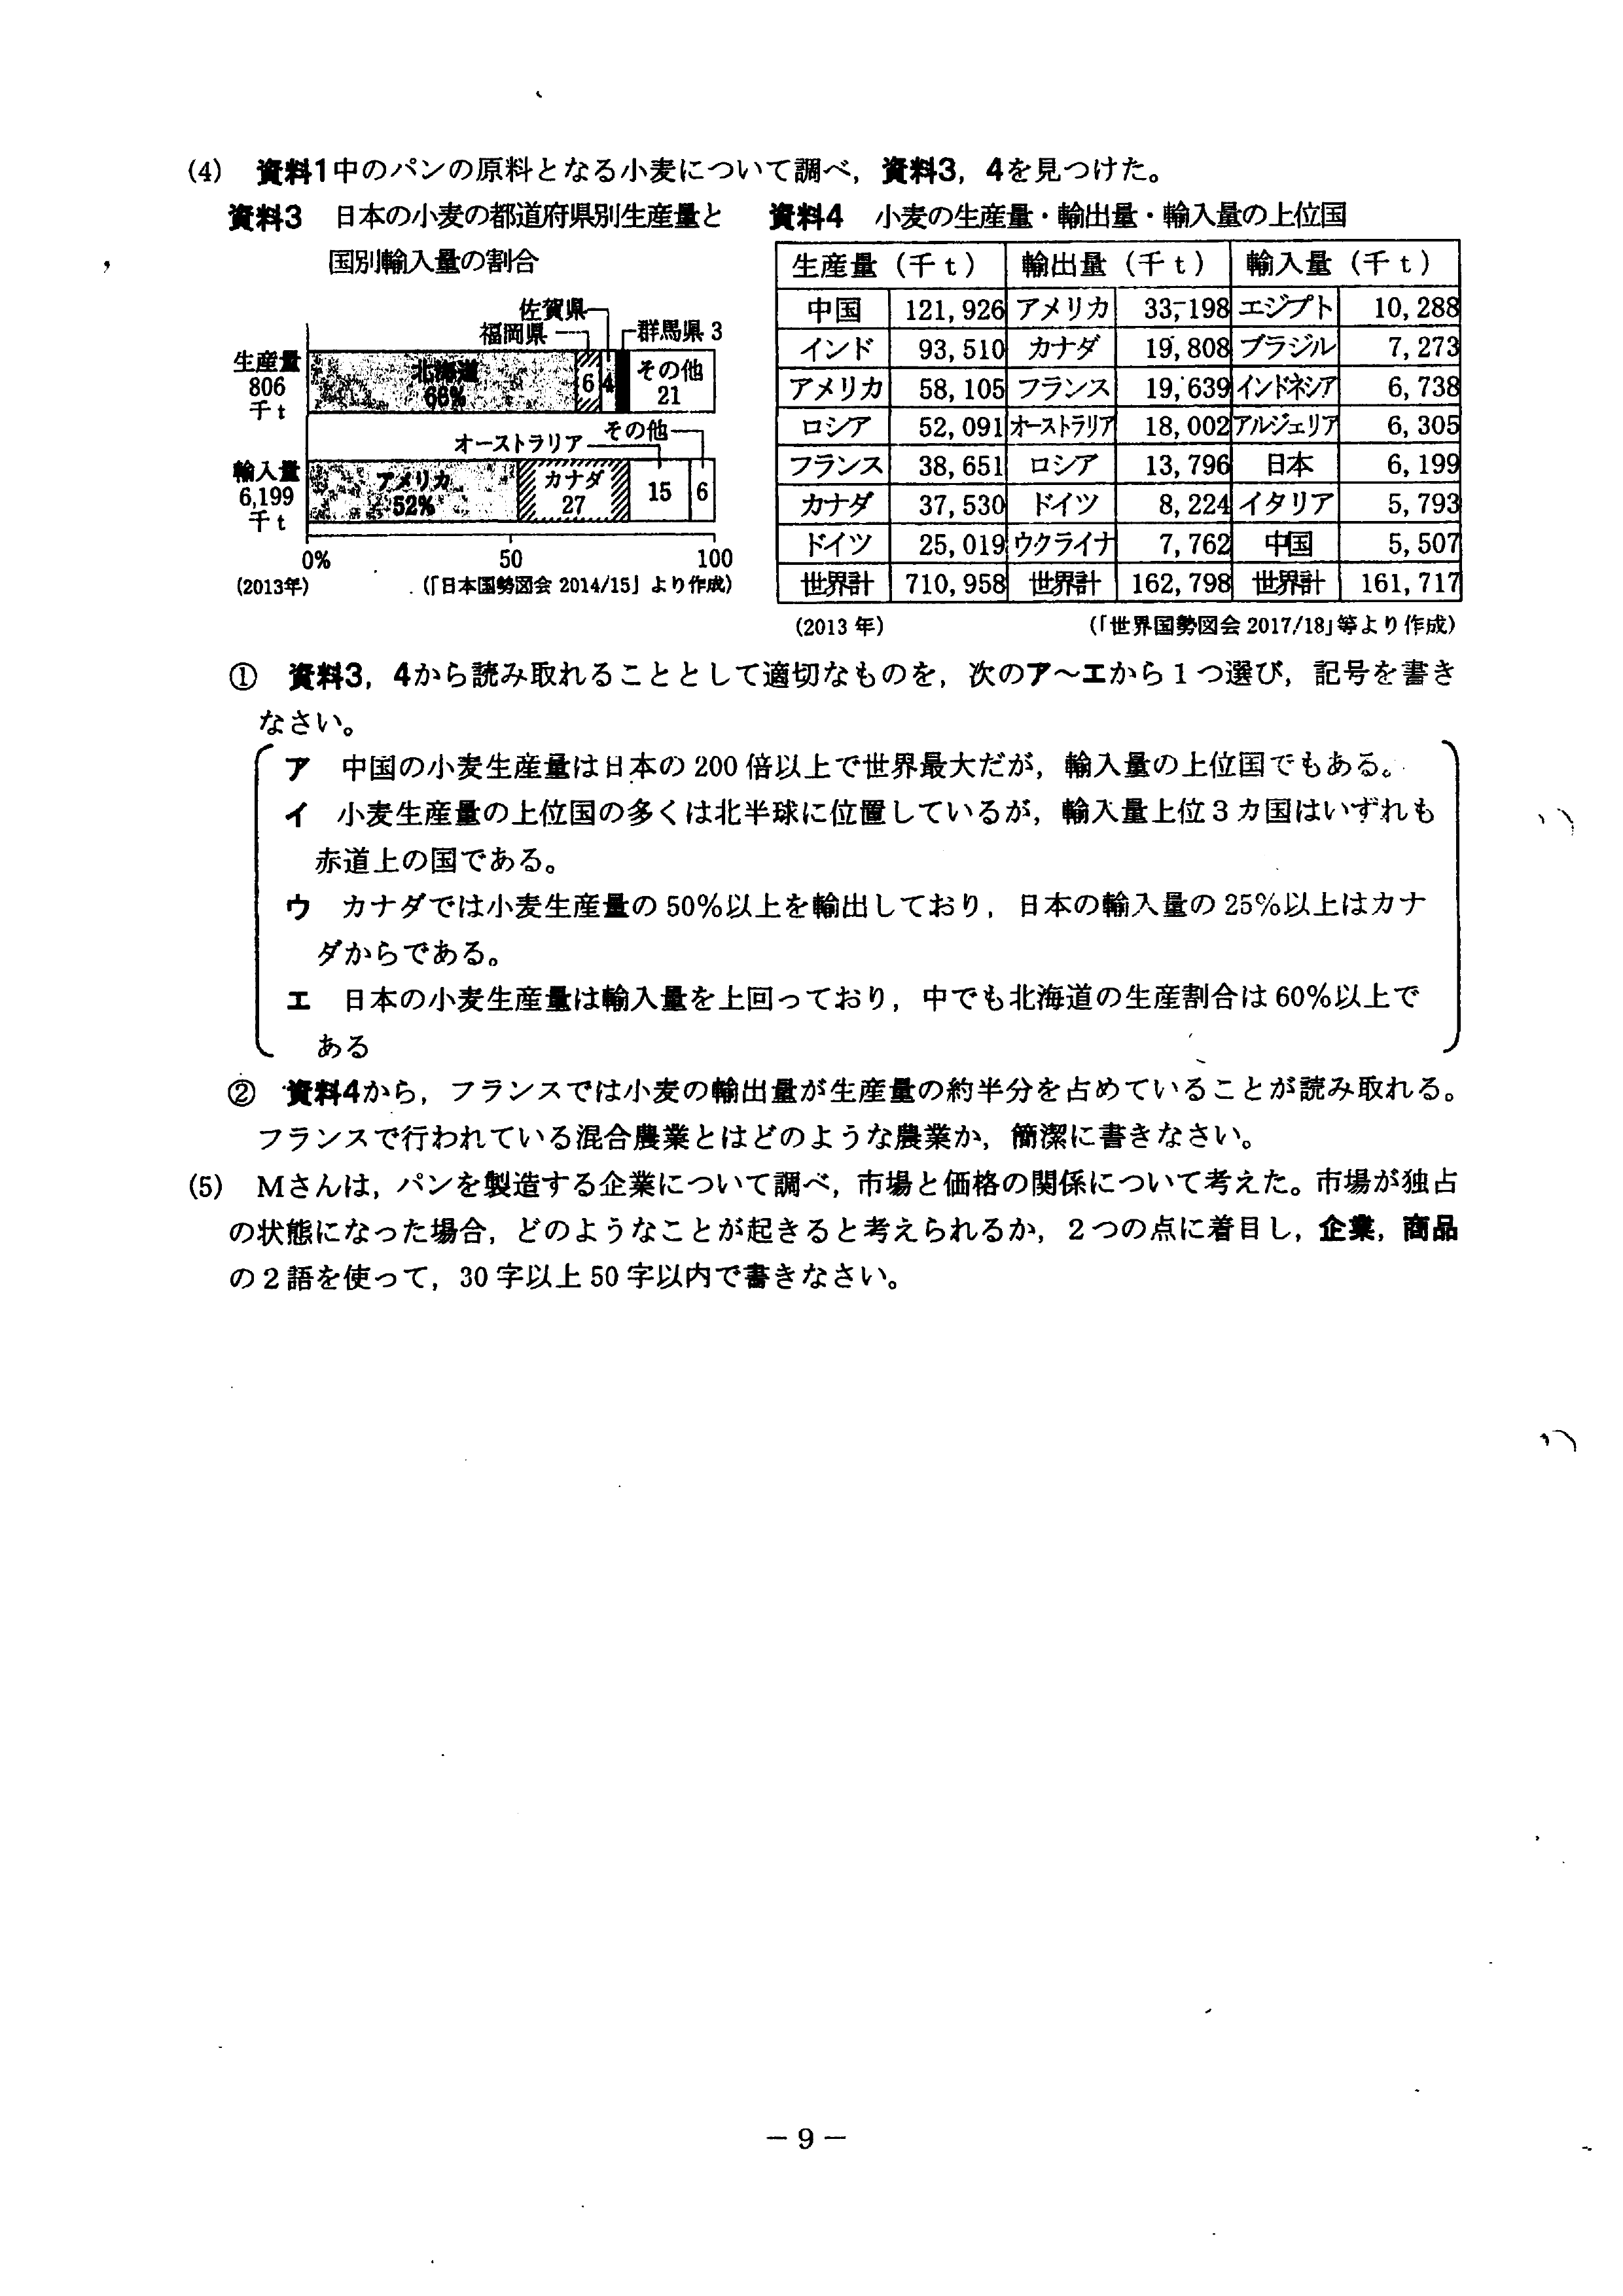 (4) 資料1中のパンの原料となる小麦について調べ，資料3，4を見つけた。
資料3 日本の小麦の都道府県別生産量と
国別輸入量の割合
佐賀県
福岡県
群馬県 3
生産量
806
千t
北海道
66%
6
4
その他
21
オーストラリア
その他
輸入量
6,199
千t
アメリカ
52%
カナダ
27
15
6
0% 50 100
(2013年) (「日本国勢図会 2014/15」より作成)
資料4 小麦の生産量・輸出量・輸入量の上位国
生産量（千t） 輸出量（千t） 輸入量（千t）
中国 121,926 アメリカ 33,198 エジプト 10,288
インド 93,510 カナダ 19,808 ブラジル 7,273
アメリカ 58,105 フランス 19,639 インドネシア 6,738
ロシア 52,091 オーストラリア 18,002 アルジェリア 6,305
フランス 38,651 ロシア 13,796 日本 6,199
カナダ 37,530 ドイツ 8,224 イタリア 5,793
ドイツ 25,019 ウクライナ 7,762 中国 5,507
世界計 710,958 世界計 162,798 世界計 161,717
(2013年) (「世界国勢図会 2017/18」等より作成)
① 資料3，4から読み取れることとして適切なものを，次のア～エから1つ選び，記号を書き
なさい。
ア 中国の小麦生産量は日本の200倍以上で世界最大だが，輸入量の上位国でもある。
イ 小麦生産量の上位国の多くは北半球に位置しているが，輸入量上位3カ国はいずれも
赤道上の国である。
ウ カナダでは小麦生産量の50%以上を輸出しており，日本の輸入量の25%以上はカナ
ダからである。
エ 日本の小麦生産量は輸入量を上回っており，中でも北海道の生産割合は60%以上で
ある
② 資料4から，フランスでは小麦の輸出量が生産量の約半分を占めていることが読み取れる。
フランスで行われている混合農業とはどのような農業か，簡潔に書きなさい。
(5) Mさんは，パンを製造する企業について調べ，市場と価格の関係について考えた。市場が独占
の状態になった場合，どのようなことが起きると考えられるか，2つの点に着目し，企業，商品
の2語を使って，30字以上50字以内で書きなさい。
－9－